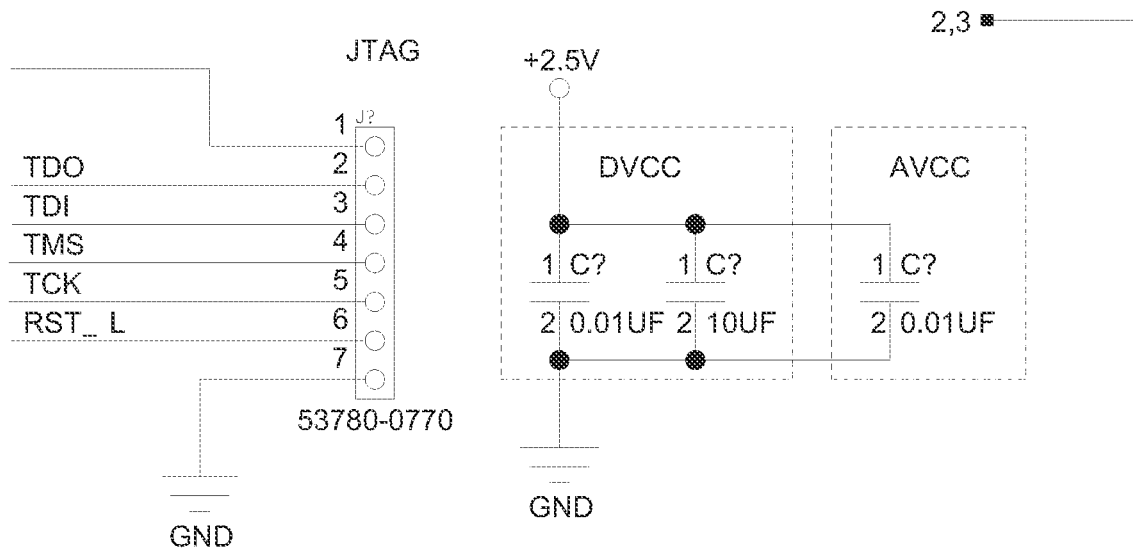 2,3
JTAG
+2.5V
J?
1
2
3
4
5
6
7
TDO
TDI
TMS
TCK
RST_ L
53780-0770
GND
DVCC
AVCC
1 C?
2 0.01UF
1 C?
2 10UF
1 C?
2 0.01UF
GND